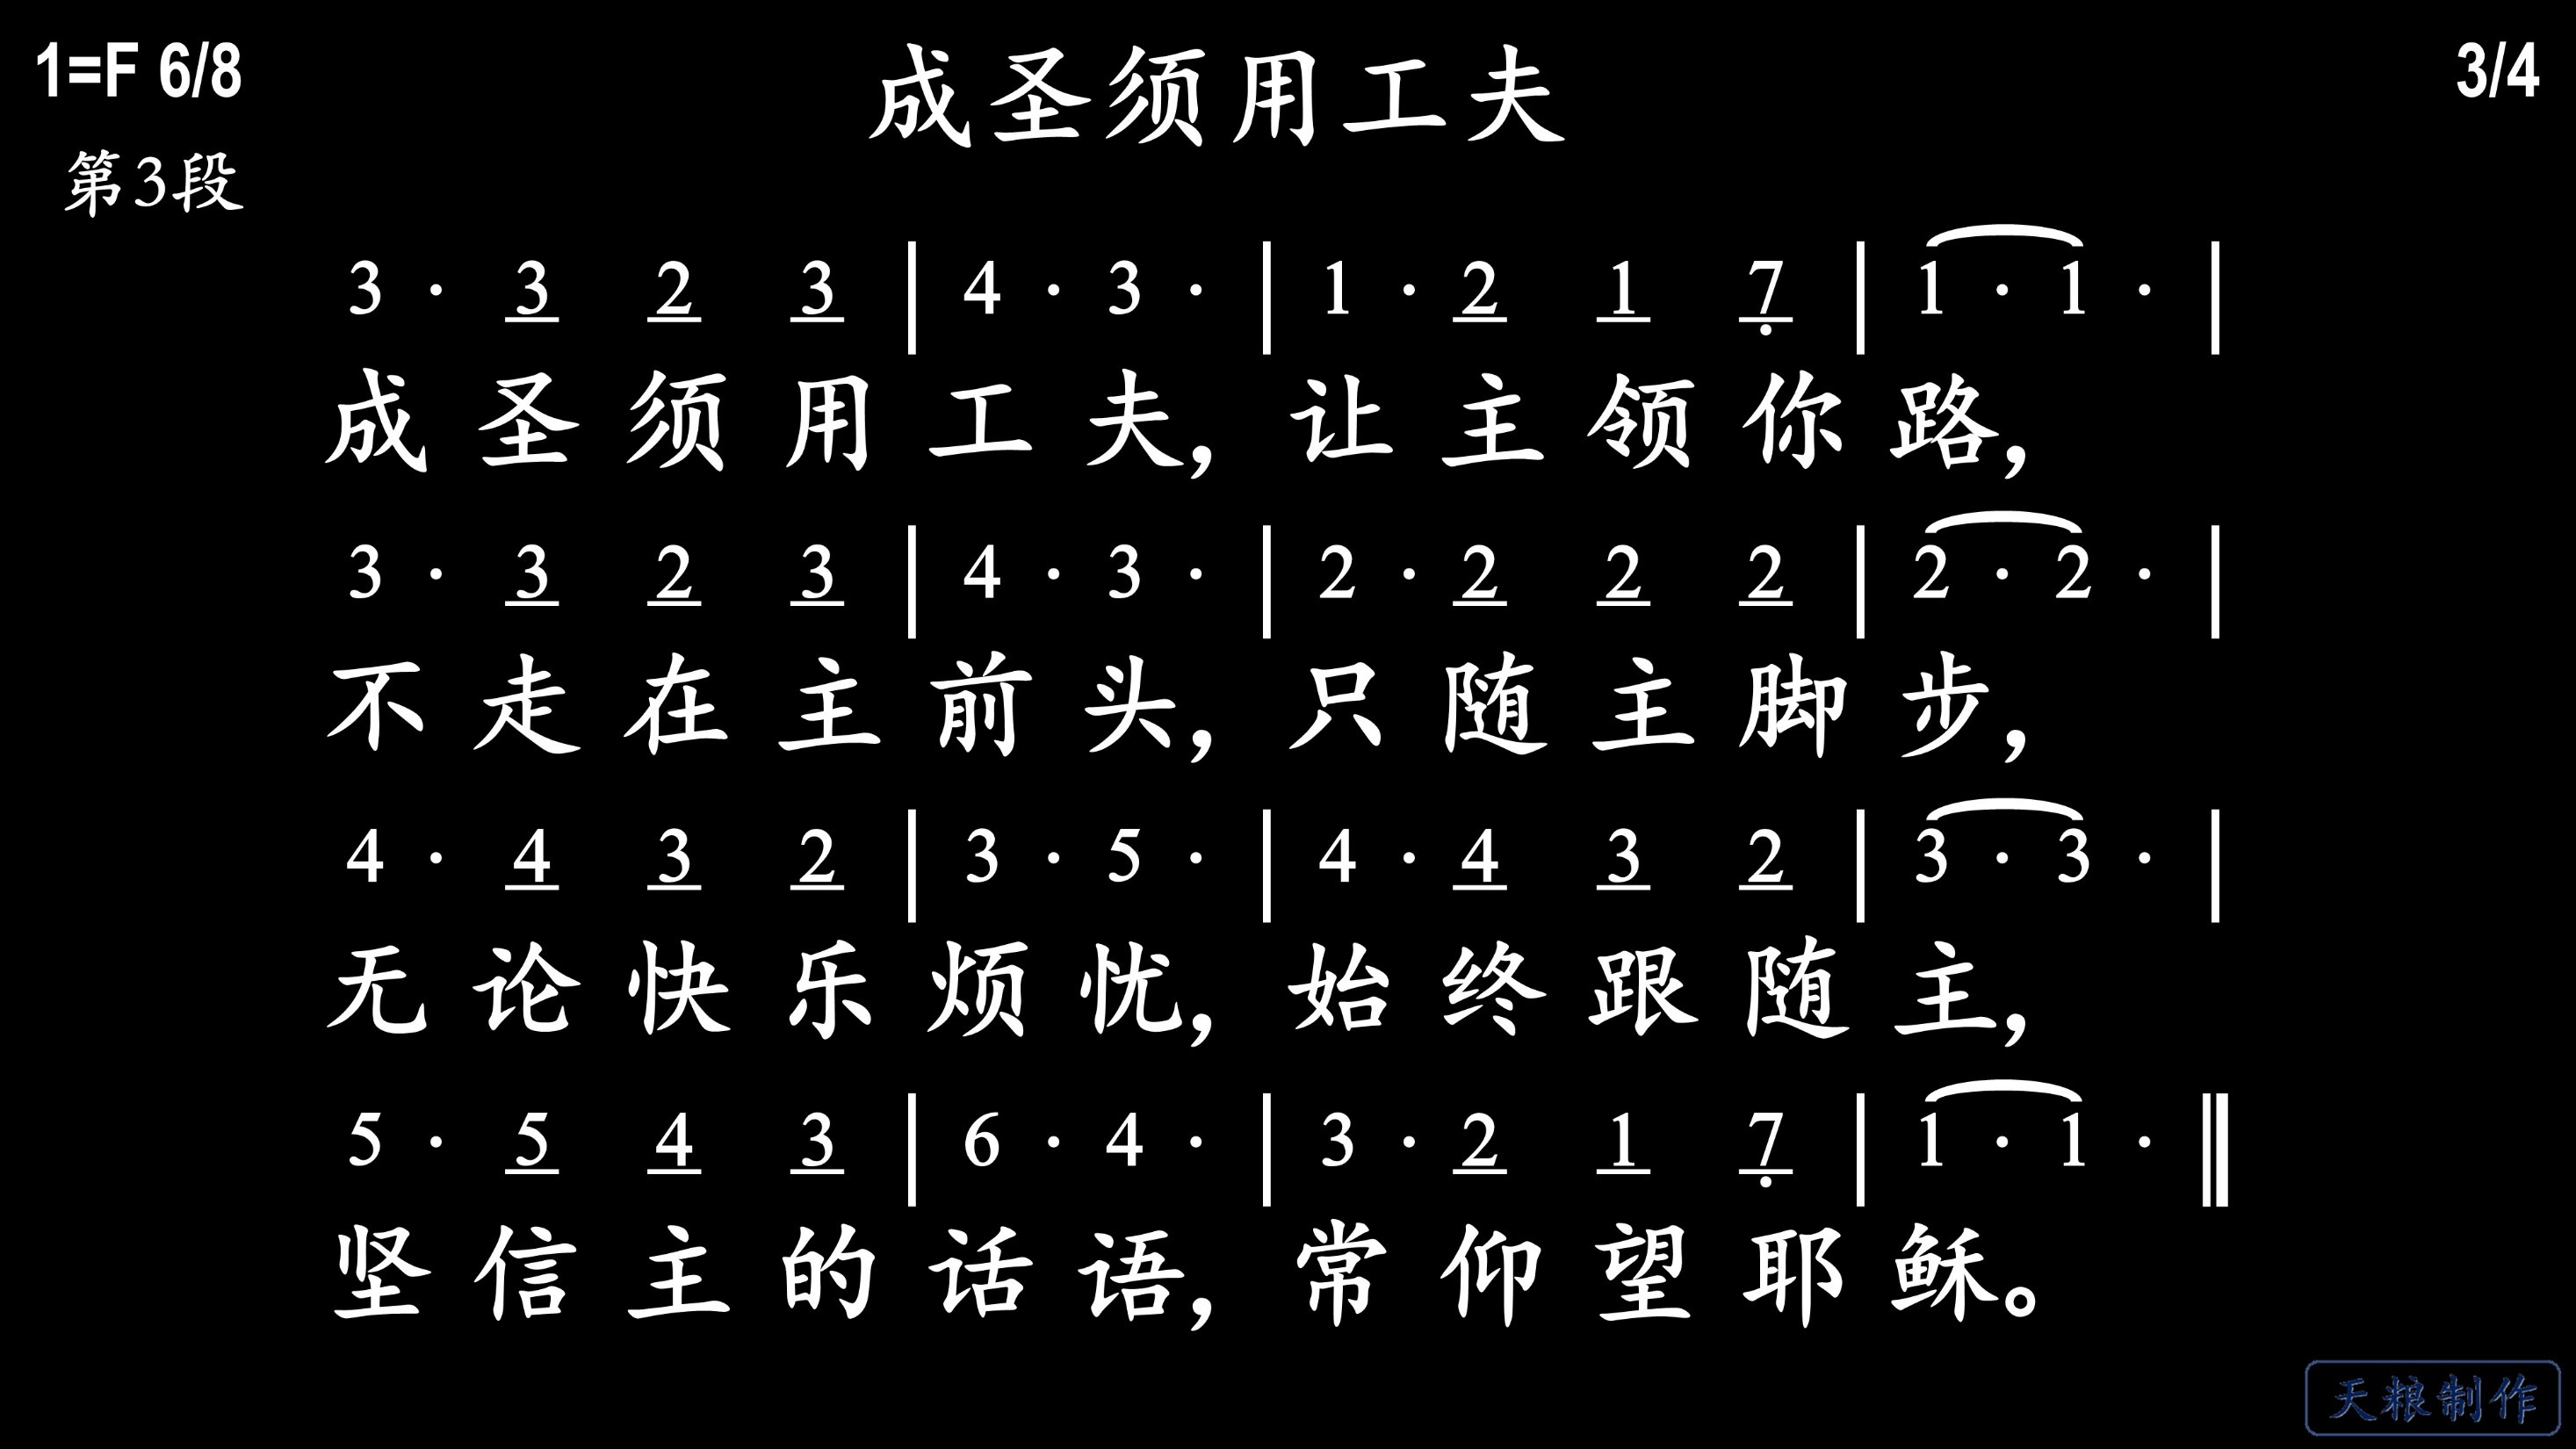 1=F 6/8 成圣须用工夫 3/4
第3段
3 · 3 2 3 | 4 · 3 · | 1 · 2 1 7̣ | 1 · 1 · |
成圣须用工夫,让主领你路,
3 · 3 2 3 | 4 · 3 · | 2 · 2 2 2 | 2 · 2 · |
不走在主前头,只随主脚步,
4 · 4 3 2 | 3 · 5 · | 4 · 4 3 2 | 3 · 3 · |
无论快乐烦忧,始终跟随主,
5 · 5 4 3 | 6 · 4 · | 3 · 2 1 7̣ | 1 · 1 · ‖
坚信主的话语,常仰望耶稣。
天粮制作